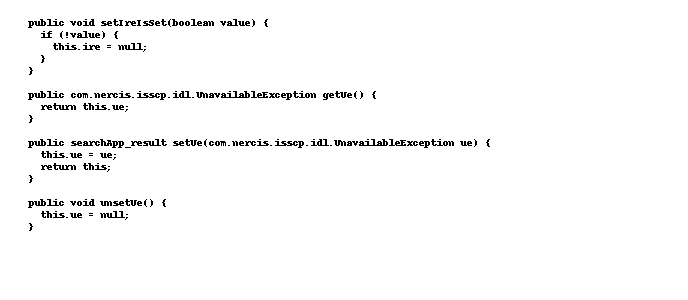 public void setIreIsSet(boolean value) {
if (!value) {
this.ire = null;
}
}
public com.nercis.isscp.idl.UnavailableException getUe() {
return this.ue;
}
public searchApp_result setUe(com.nercis.isscp.idl.UnavailableException ue) {
this.ue = ue;
return this;
}
public void unsetUe() {
this.ue = null;
}